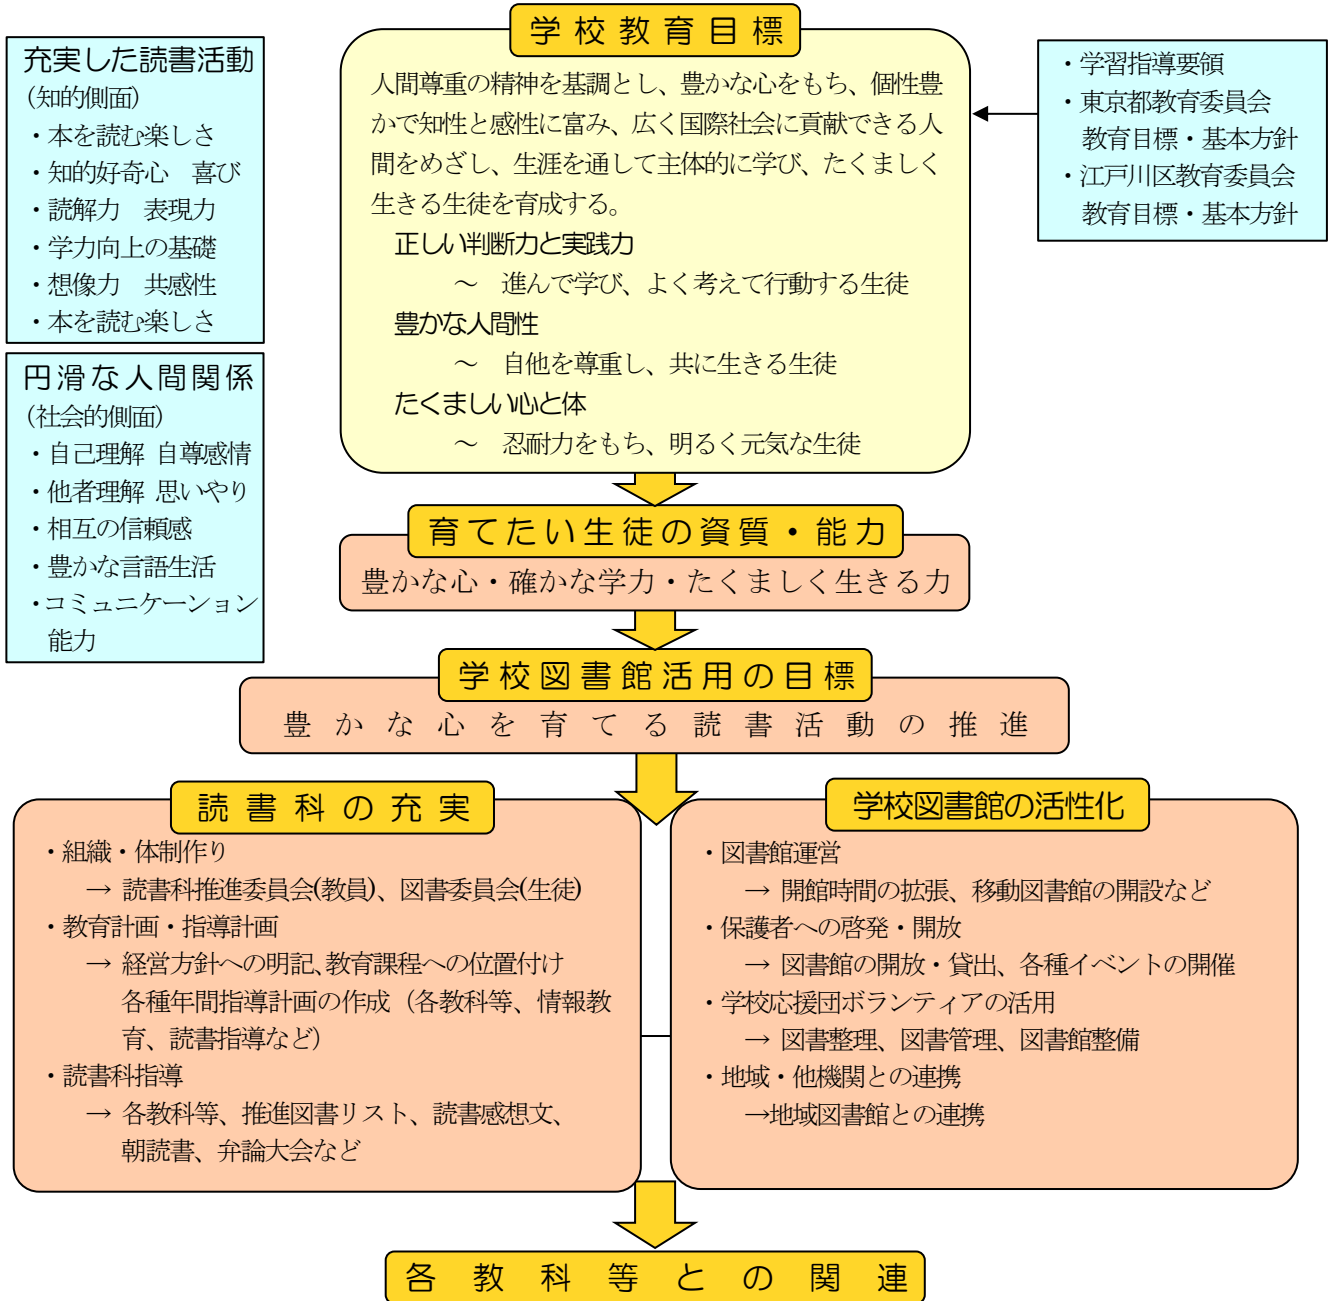 学校教育目標
人間尊重の精神を基調とし、豊かな心をもち、個性豊
かで知性と感性に富み、広く国際社会に貢献できる人
間をめざし、生涯を通して主体的に学び、たくましく
生きる生徒を育成する。
正しい判断力と実践力
～　進んで学び、よく考えて行動する生徒
豊かな人間性
～　自他を尊重し、共に生きる生徒
たくましい心と体
～　忍耐力をもち、明るく元気な生徒
充実した読書活動
(知的側面)
・本を読む楽しさ
・知的好奇心　喜び
・読解力　表現力
・学力向上の基礎
・想像力　共感性
・本を読む楽しさ
円滑な人間関係
(社会的側面)
・自己理解 自尊感情
・他者理解 思いやり
・相互の信頼感
・豊かな言語生活
・コミュニケーション
能力
・学習指導要領
・東京都教育委員会
教育目標・基本方針
・江戸川区教育委員会
教育目標・基本方針
育てたい生徒の資質・能力
豊かな心・確かな学力・たくましく生きる力
学校図書館活用の目標
豊かな心を育てる読書活動の推進
読書科の充実
・組織・体制作り
→ 読書科推進委員会(教員)、図書委員会(生徒)
・教育計画・指導計画
→ 経営方針への明記、教育課程への位置付け
各種年間指導計画の作成（各教科等、情報教
育、読書指導など）
・読書科指導
→ 各教科等、推進図書リスト、読書感想文、
朝読書、弁論大会など
学校図書館の活性化
・図書館運営
→ 開館時間の拡張、移動図書館の開設など
・保護者への啓発・開放
→ 図書館の開放・貸出、各種イベントの開催
・学校応援団ボランティアの活用
→ 図書整理、図書管理、図書館整備
・地域・他機関との連携
→地域図書館との連携
各教科等との関連